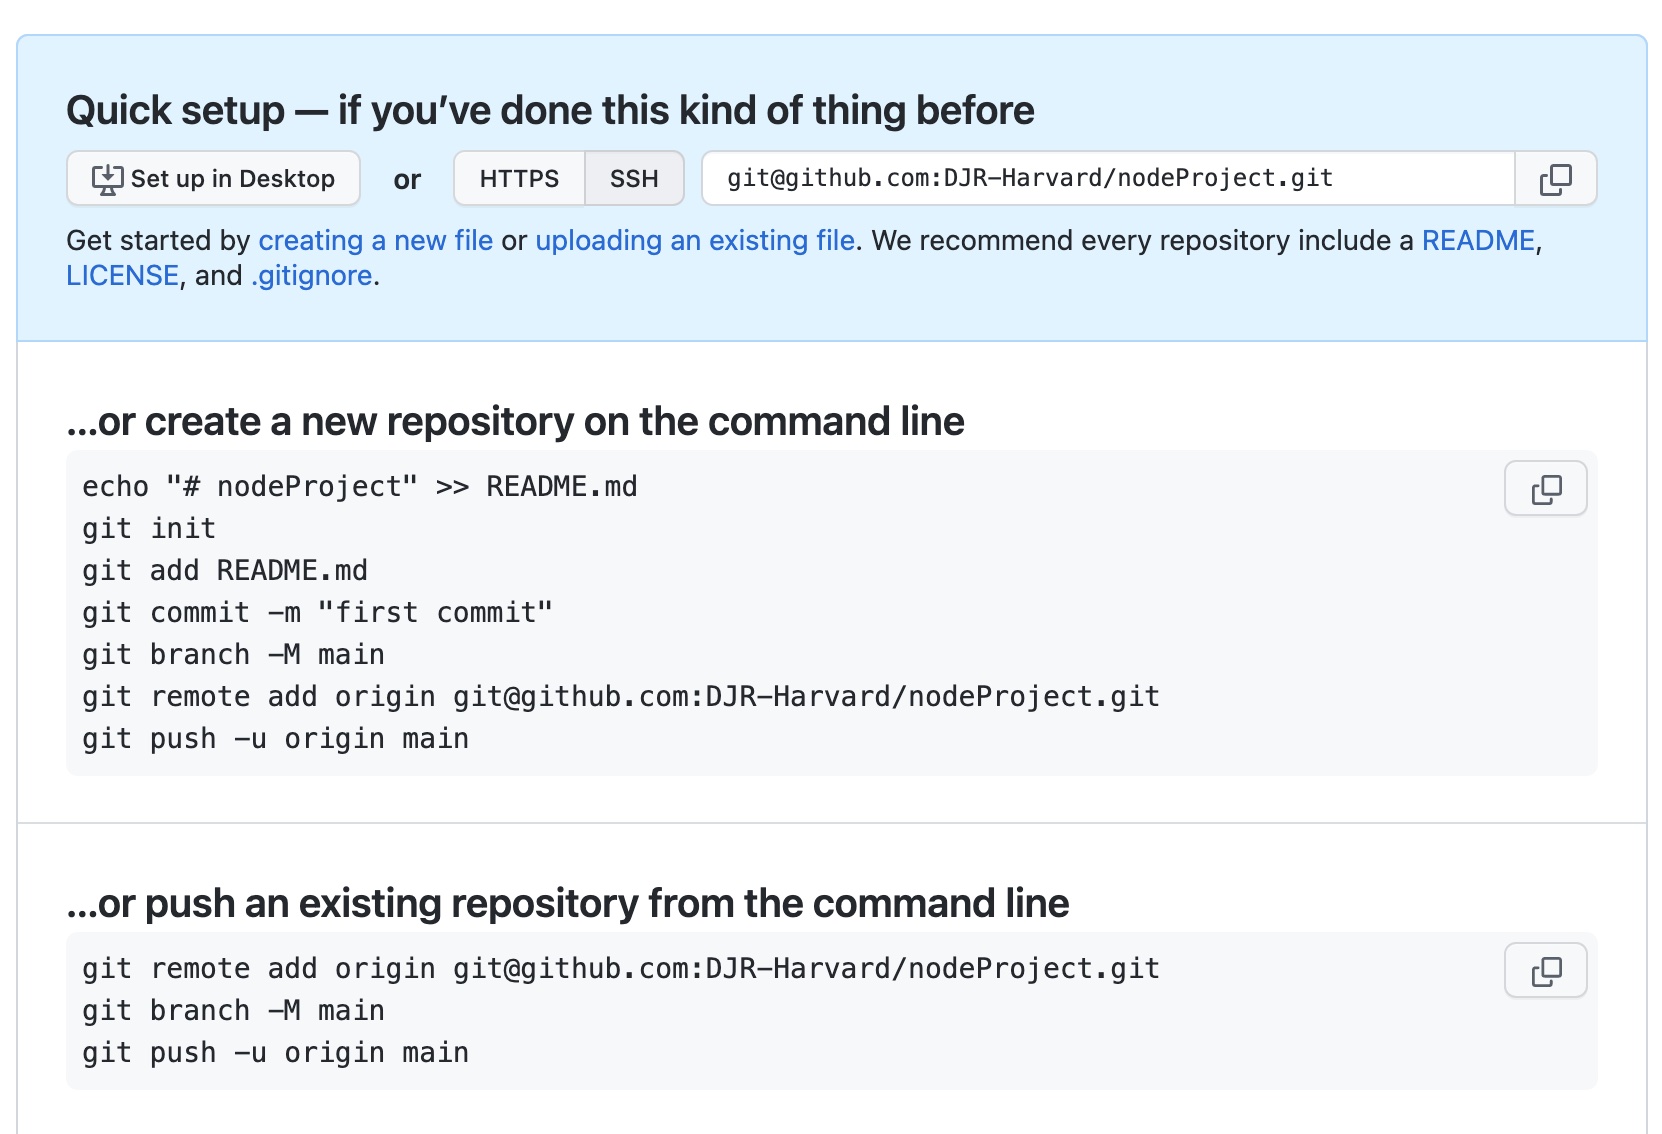 Quick setup — if you’ve done this kind of thing before
Set up in Desktop or HTTPS SSH git@github.com:DJR-Harvard/nodeProject.git
Get started by creating a new file or uploading an existing file. We recommend every repository include a README,
LICENSE, and .gitignore.
…or create a new repository on the command line
echo "# nodeProject" >> README.md
git init
git add README.md
git commit -m "first commit"
git branch -M main
git remote add origin git@github.com:DJR-Harvard/nodeProject.git
git push -u origin main
…or push an existing repository from the command line
git remote add origin git@github.com:DJR-Harvard/nodeProject.git
git branch -M main
git push -u origin main